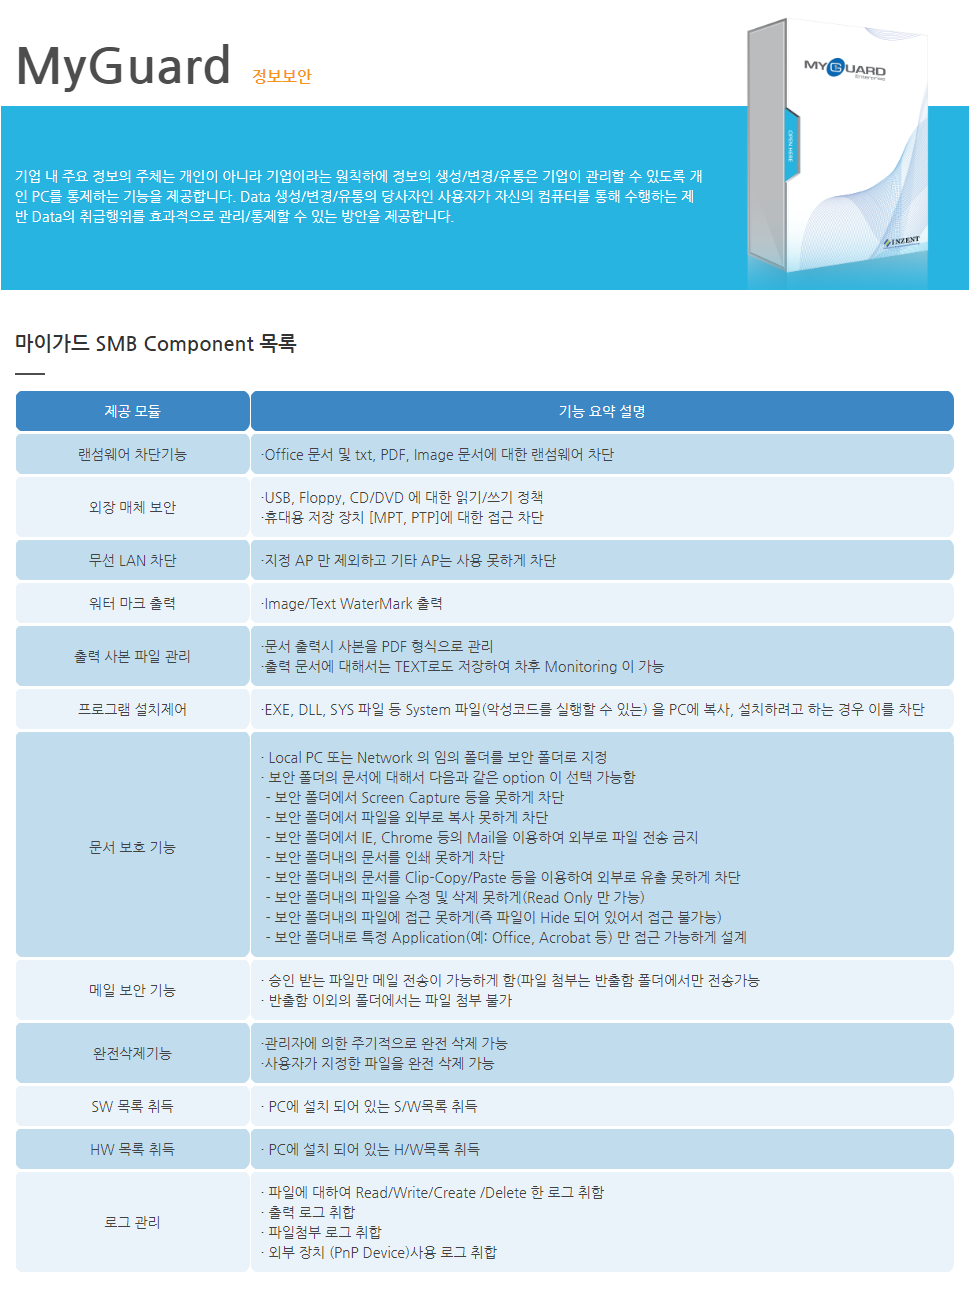 MyGuard 정보보안
MYGUARD
Enterprise
OPEN HERE
INZENT
기업 내 주요 정보의 주체는 개인이 아니라 기업이라는 원칙하에 정보의 생성/변경/유통은 기업이 관리할 수 있도록 개
인 PC를 통제하는 기능을 제공합니다. Data 생성/변경/유통의 당사자인 사용자가 자신의 컴퓨터를 통해 수행하는 제
반 Data의 취급행위를 효과적으로 관리/통제할 수 있는 방안을 제공합니다.
마이가드 SMB Component 목록
제공 모듈 기능 요약 설명
랜섬웨어 차단기능 ·Office 문서 및 txt, PDF, Image 문서에 대한 랜섬웨어 차단
외장 매체 보안
·USB, Floppy, CD/DVD 에 대한 읽기/쓰기 정책
·휴대용 저장 장치 [MPT, PTP]에 대한 접근 차단
무선 LAN 차단 ·지정 AP 만 제외하고 기타 AP는 사용 못하게 차단
워터 마크 출력 ·Image/Text WaterMark 출력
출력 사본 파일 관리
·문서 출력시 사본을 PDF 형식으로 관리
·출력 문서에 대해서는 TEXT로도 저장하여 차후 Monitoring 이 가능
프로그램 설치제어 ·EXE, DLL, SYS 파일 등 System 파일(악성코드를 실행할 수 있는) 을 PC에 복사, 설치하려고 하는 경우 이를 차단
문서 보호 기능
· Local PC 또는 Network 의 임의 폴더를 보안 폴더로 지정
· 보안 폴더의 문서에 대해서 다음과 같은 option 이 선택 가능함
- 보안 폴더에서 Screen Capture 등을 못하게 차단
- 보안 폴더에서 파일을 외부로 복사 못하게 차단
- 보안 폴더에서 IE, Chrome 등의 Mail을 이용하여 외부로 파일 전송 금지
- 보안 폴더내의 문서를 인쇄 못하게 차단
- 보안 폴더내의 문서를 Clip-Copy/Paste 등을 이용하여 외부로 유출 못하게 차단
- 보안 폴더내의 파일을 수정 및 삭제 못하게(Read Only 만 가능)
- 보안 폴더내의 파일에 접근 못하게(즉 파일이 Hide 되어 있어서 접근 불가능)
- 보안 폴더내로 특정 Application(예: Office, Acrobat 등) 만 접근 가능하게 설계
메일 보안 기능
· 승인 받는 파일만 메일 전송이 가능하게 함(파일 첨부는 반출함 폴더에서만 전송가능
· 반출함 이외의 폴더에서는 파일 첨부 불가
완전삭제기능
·관리자에 의한 주기적으로 완전 삭제 가능
·사용자가 지정한 파일을 완전 삭제 가능
SW 목록 취득 · PC에 설치 되어 있는 S/W목록 취득
HW 목록 취득 · PC에 설치 되어 있는 H/W목록 취득
로그 관리
· 파일에 대하여 Read/Write/Create /Delete 한 로그 취함
· 출력 로그 취합
· 파일첨부 로그 취합
· 외부 장치 (PnP Device)사용 로그 취합